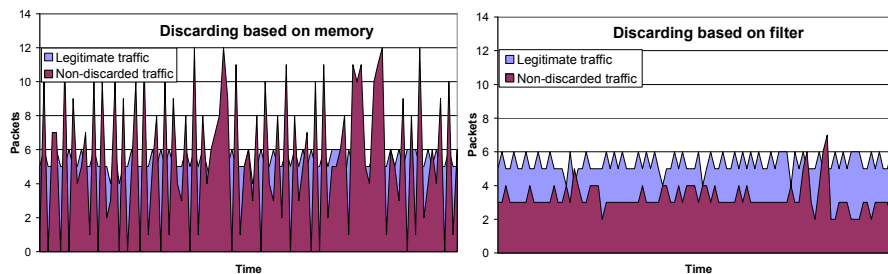 Discarding based on memory
14
12
10
8
6
4
2
0
Packets
Legitimate traffic
Non-discarded traffic
Time
Discarding based on filter
14
12
10
8
6
4
2
0
Packets
Legitimate traffic
Non-discarded traffic
Time